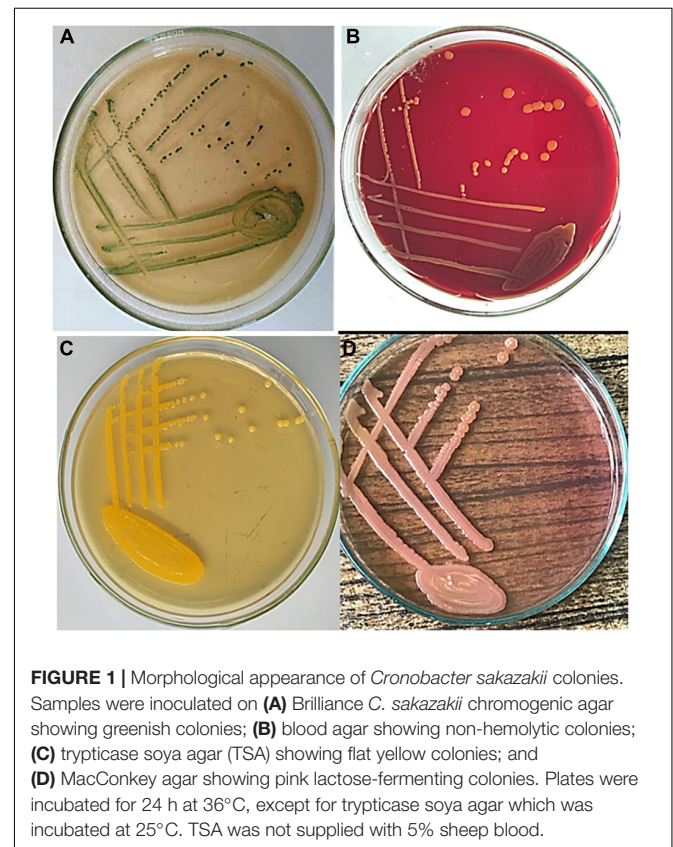 A
B
C
D
FIGURE 1 | Morphological appearance of Cronobacter sakazakii colonies.
Samples were inoculated on (A) Brilliance C. sakazakii chromogenic agar
showing greenish colonies; (B) blood agar showing non-hemolytic colonies;
(C) trypticase soya agar (TSA) showing flat yellow colonies; and
(D) MacConkey agar showing pink lactose-fermenting colonies. Plates were
incubated for 24 h at 36°C, except for trypticase soya agar which was
incubated at 25°C. TSA was not supplied with 5% sheep blood.